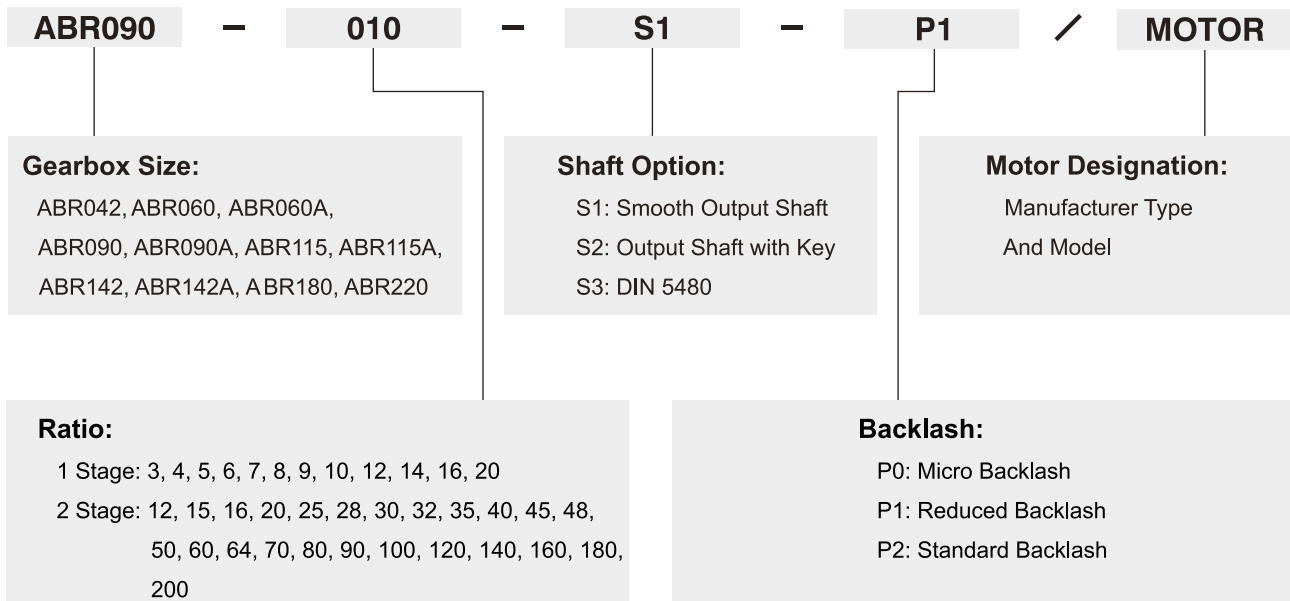 ABR090 – 010 – S1 – P1 / MOTOR
Gearbox Size:
ABR042, ABR060, ABR060A,
ABR090, ABR090A, ABR115, ABR115A,
ABR142, ABR142A, ABR180, ABR220
Shaft Option:
S1: Smooth Output Shaft
S2: Output Shaft with Key
S3: DIN 5480
Motor Designation:
Manufacturer Type
And Model
Ratio:
1 Stage: 3, 4, 5, 6, 7, 8, 9, 10, 12, 14, 16, 20
2 Stage: 12, 15, 16, 20, 25, 28, 30, 32, 35, 40, 45, 48,
50, 60, 64, 70, 80, 90, 100, 120, 140, 160, 180,
200
Backlash:
P0: Micro Backlash
P1: Reduced Backlash
P2: Standard Backlash